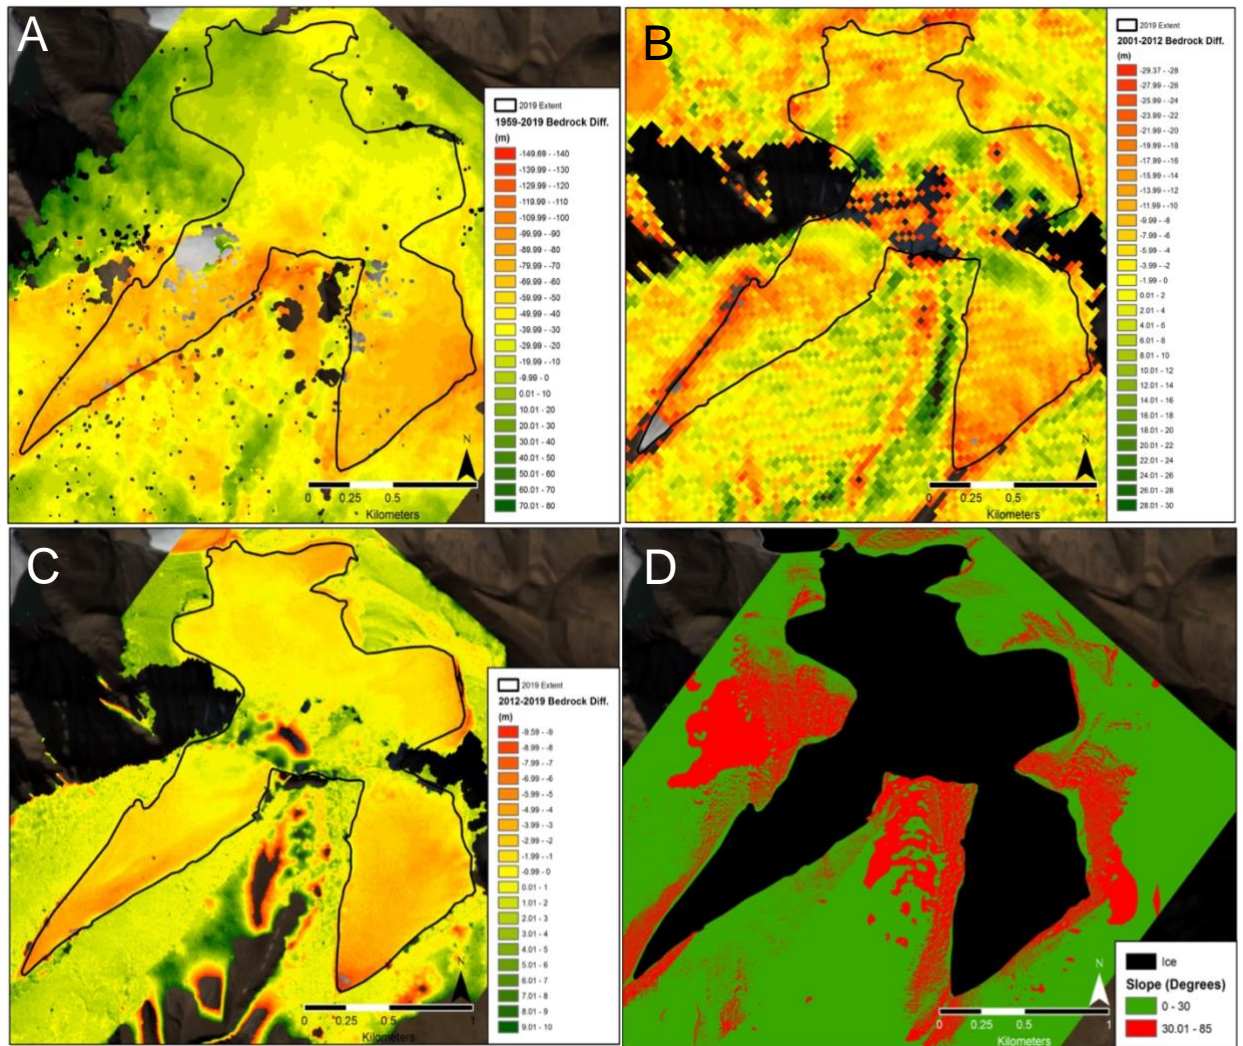 A
2019 Extent
1959-2019 Bedrock Diff.
(m)
-149.69 - -140
-139.99 - -130
-129.99 - -120
-119.99 - -110
-109.99 - -100
-99.99 - -90
-89.99 - -80
-79.99 - -70
-69.99 - -60
-59.99 - -50
-49.99 - -40
-39.99 - -30
-29.99 - -20
-19.99 - -10
-9.99 - 0
0.01 - 10
10.01 - 20
20.01 - 30
30.01 - 40
40.01 - 50
50.01 - 60
60.01 - 70
70.01 - 80
N
0 0.25 0.5 1
Kilometers
B
2019 Extent
2001-2012 Bedrock Diff.
(m)
-29.37 - -28
-27.99 - -26
-25.99 - -24
-23.99 - -22
-21.99 - -20
-19.99 - -18
-17.99 - -16
-15.99 - -14
-13.99 - -12
-11.99 - -10
-9.99 - -8
-7.99 - -6
-5.99 - -4
-3.99 - -2
-1.99 - 0
0.01 - 2
2.01 - 4
4.01 - 6
6.01 - 8
8.01 - 10
10.01 - 12
12.01 - 14
14.01 - 16
16.01 - 18
18.01 - 20
20.01 - 22
22.01 - 24
24.01 - 26
26.01 - 28
28.01 - 30
N
0 0.25 0.5 1
Kilometers
C
2019 Extent
2012-2019 Bedrock Diff.
(m)
-9.59 - -9
-8.99 - -8
-7.99 - -7
-6.99 - -6
-5.99 - -5
-4.99 - -4
-3.99 - -3
-2.99 - -2
-1.99 - -1
-0.99 - 0
0.01 - 1
1.01 - 2
2.01 - 3
3.01 - 4
4.01 - 5
5.01 - 6
6.01 - 7
7.01 - 8
8.01 - 9
9.01 - 10
N
0 0.25 0.5 1
Kilometers
D
N
Ice
Slope (Degrees)
0 - 30
30.01 - 85
0 0.25 0.5 1
Kilometers